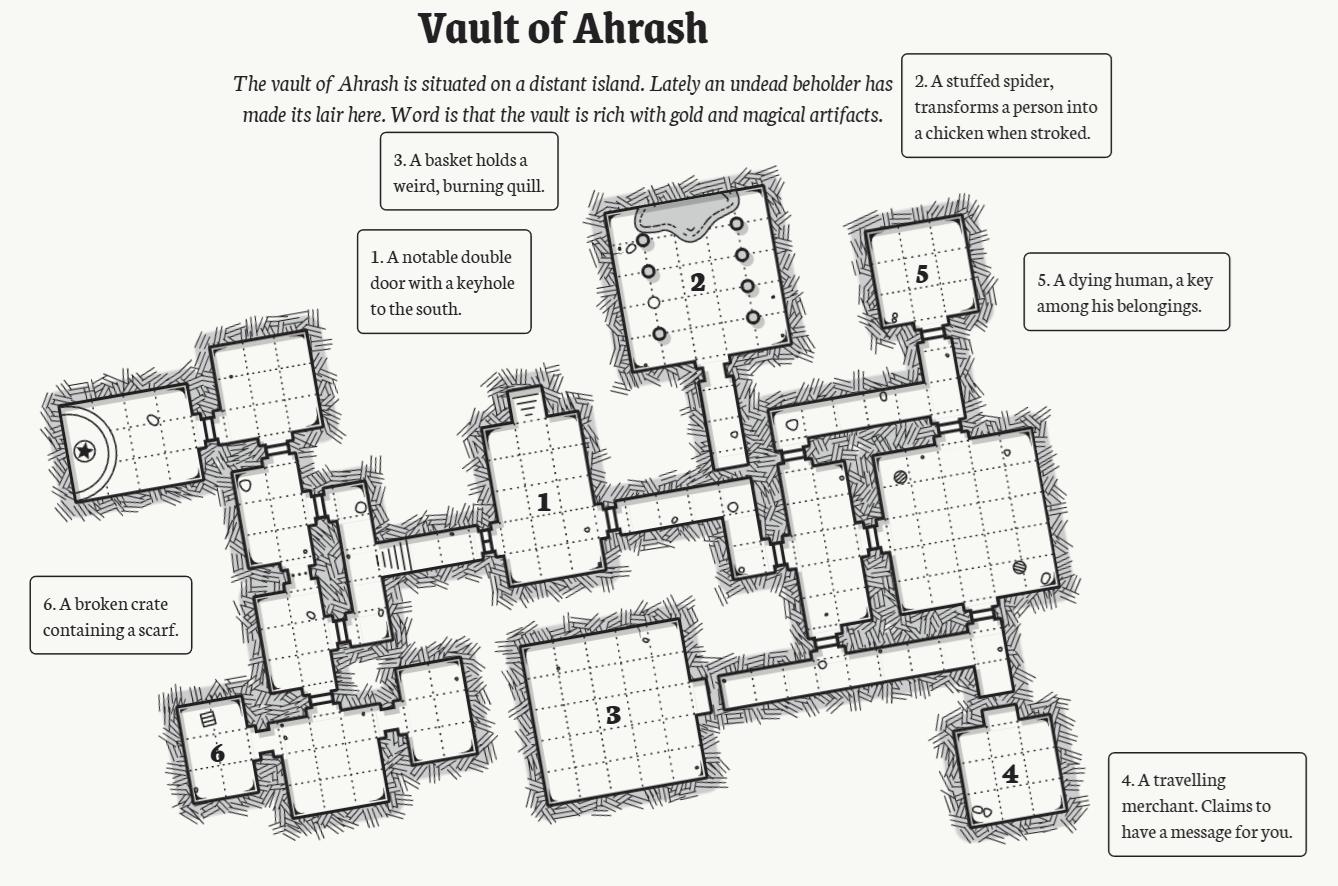 Vault of Ahrash
The vault of Ahrash is situated on a distant island. Lately an undead beholder has
made its lair here. Word is that the vault is rich with gold and magical artifacts.
2. A stuffed spider,
transforms a person into
a chicken when stroked.
3. A basket holds a
weird, burning quill.
1. A notable double
door with a keyhole
to the south.
5. A dying human, a key
among his belongings.
6. A broken crate
containing a scarf.
4. A travelling
merchant. Claims to
have a message for you.
2
5
1
3
6
4